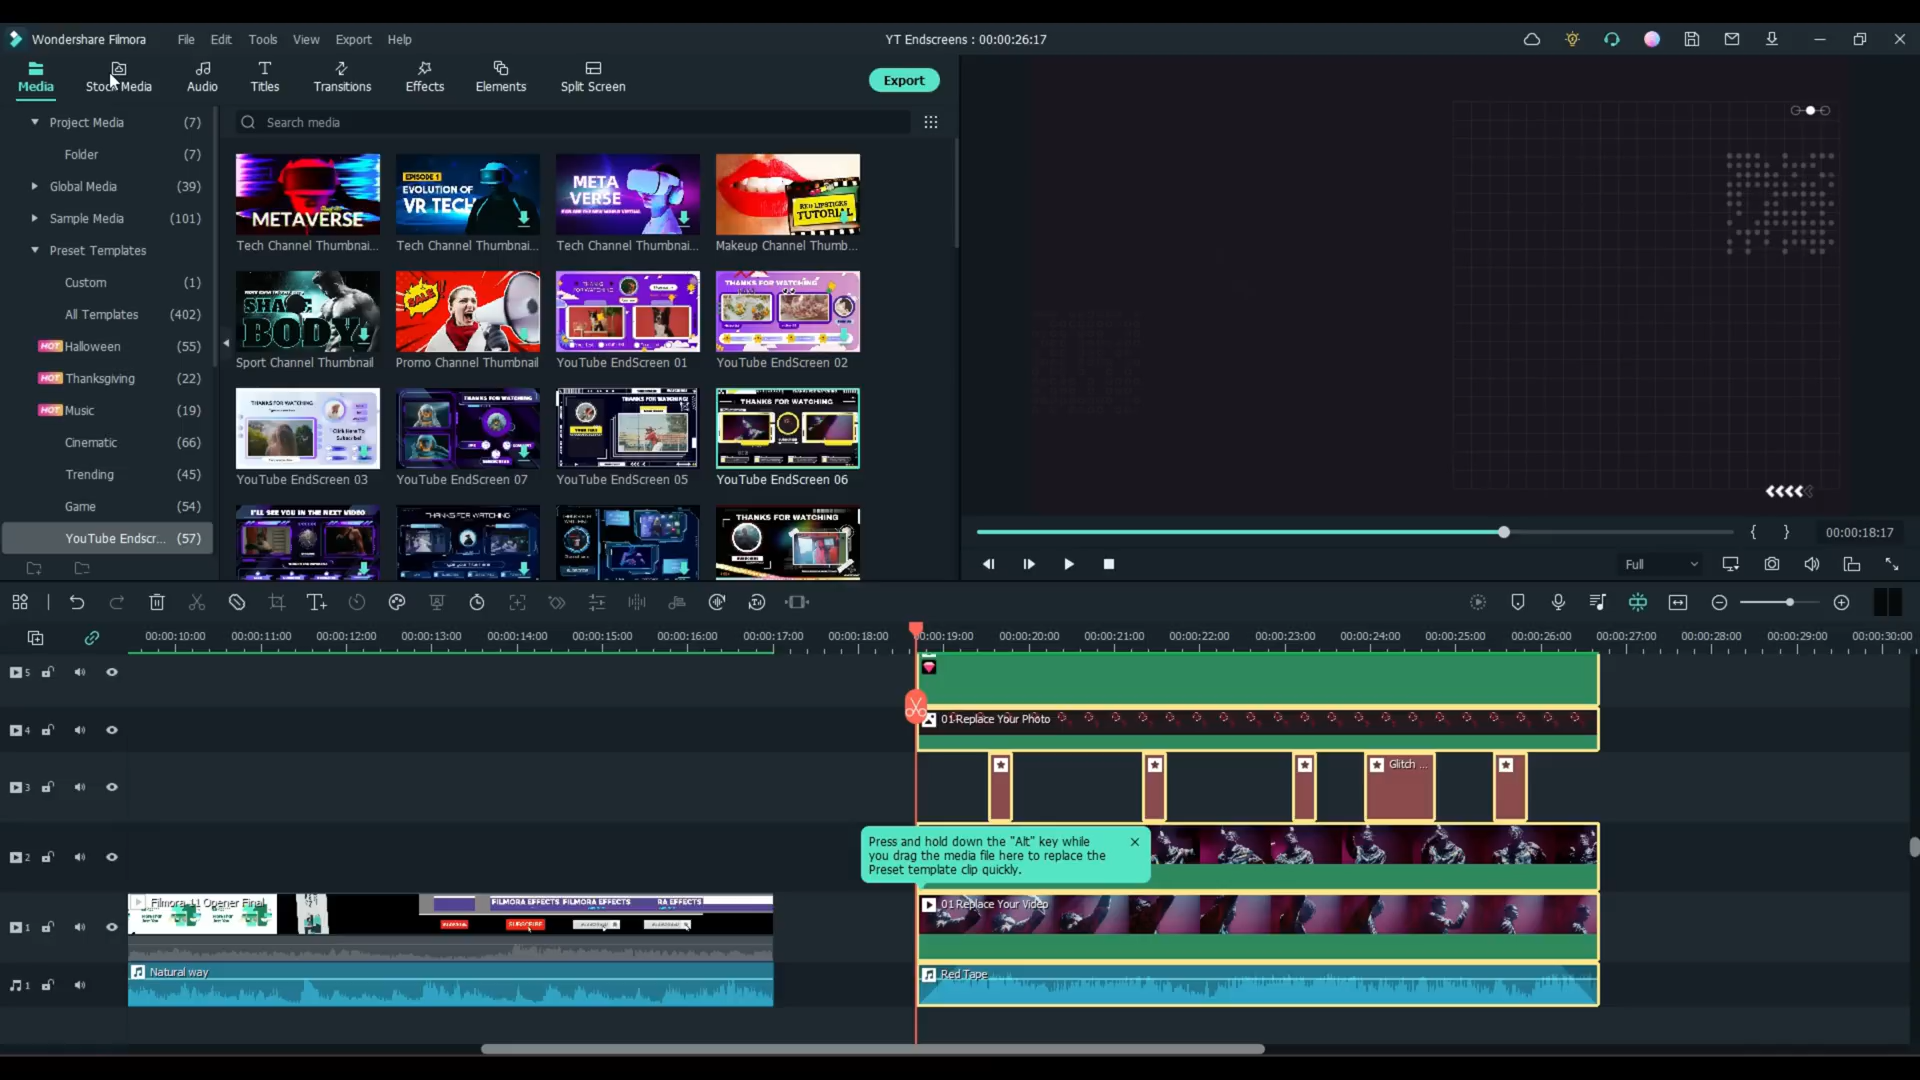 Wondershare Filmora
File
Edit
Tools
View
Export
Help
YT Endscreens : 00:00:26:17
Media
Stock Media
Audio
Titles
Transitions
Effects
Elements
Split Screen
Export
Project Media (7)
Folder (7)
Global Media (39)
Sample Media (101)
Preset Templates
Custom (1)
All Templates (402)
HOT Halloween (55)
HOT Thanksgiving (22)
HOT Music (19)
Cinematic (66)
Trending (45)
Game (54)
YouTube Endscr... (57)
Search media
METAVERSE
Tech Channel Thumbnai...
EPISODE 1
EVOLUTION OF
VR TECH
Tech Channel Thumbnai...
META
VERSE
Tech Channel Thumbnai...
RED LIPSTICKS
TUTORIAL
Makeup Channel Thumb...
BODY
Sport Channel Thumbnail
SALE
Promo Channel Thumbnail
YouTube EndScreen 01
THANKS FOR WATCHING
YouTube EndScreen 02
THANKS FOR WATCHING
YouTube EndScreen 03
THANKS FOR WATCHING
YouTube EndScreen 07
THANKS FOR WATCHING
YouTube EndScreen 05
THANKS FOR WATCHING
YouTube EndScreen 06
I'LL SEE YOU IN THE NEXT VIDEO
THANKS FOR WATCHING
THANKS FOR WATCHING
{ } 00:00:18:17
Full
00:00:10:00 00:00:11:00 00:00:12:00 00:00:13:00 00:00:14:00 00:00:15:00 00:00:16:00 00:00:17:00 00:00:18:00 00:00:19:00 00:00:20:00 00:00:21:00 00:00:22:00 00:00:23:00 00:00:24:00 00:00:25:00 00:00:26:00 00:00:27:00 00:00:28:00 00:00:29:00 00:00:30:00
5
4
01 Replace Your Photo
3
Glitch ...
2
Press and hold down the "Alt" key while
you drag the media file here to replace the
Preset template clip quickly.
1
Filmora 11 Opener Final
FILMORA EFFECTS FILMORA EFFECTS
RA EFFECTS
SUBSCRIBE
01 Replace Your Video
1
Natural way
Red Tape